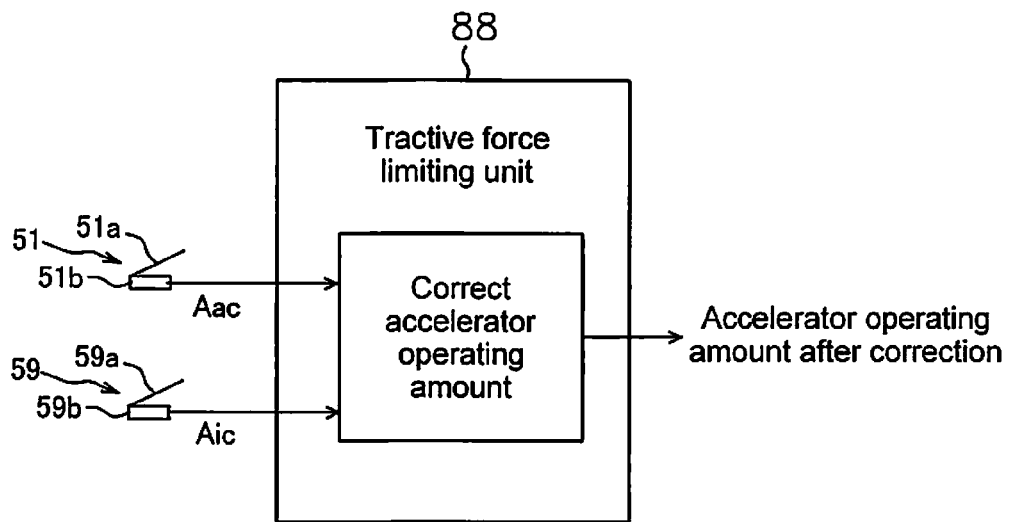 88
Tractive force
limiting unit
51
51a
51b
Aac
Correct
accelerator
operating
amount
Accelerator operating
amount after correction
59
59a
59b
Aic